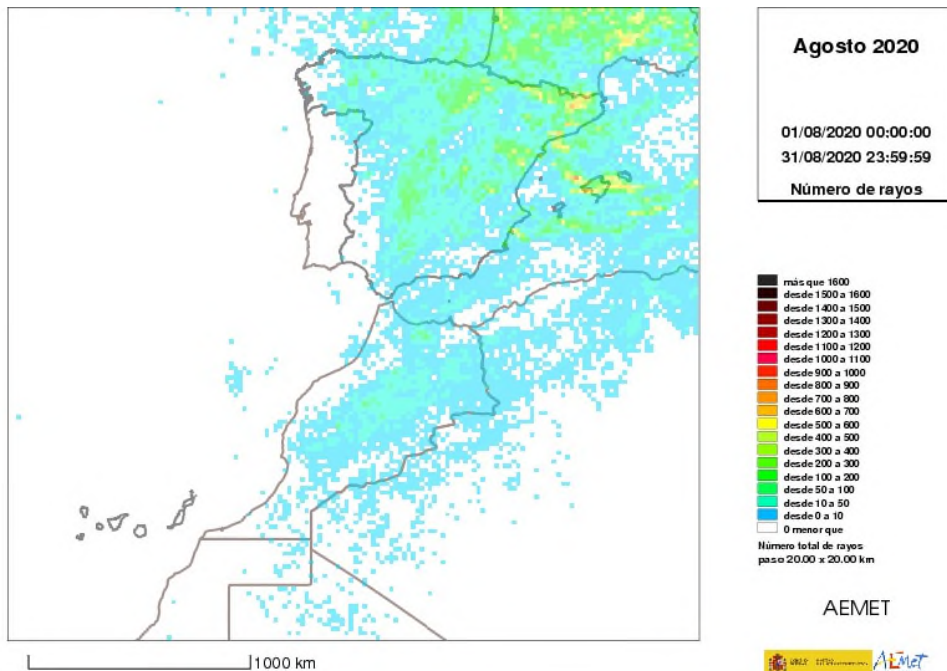 Agosto 2020
01/08/2020 00:00:00
31/08/2020 23:59:59
Número de rayos
más que 1600
desde 1500 a 1600
desde 1400 a 1500
desde 1300 a 1400
desde 1200 a 1300
desde 1100 a 1200
desde 1000 a 1100
desde 900 a 1000
desde 800 a 900
desde 700 a 800
desde 600 a 700
desde 500 a 600
desde 400 a 500
desde 300 a 400
desde 200 a 300
desde 100 a 200
desde 50 a 100
desde 10 a 50
desde 0 a 10
0 menor que
Número total de rayos
paso 20.00 x 20.00 km
AEMET
AEmet
1000 km